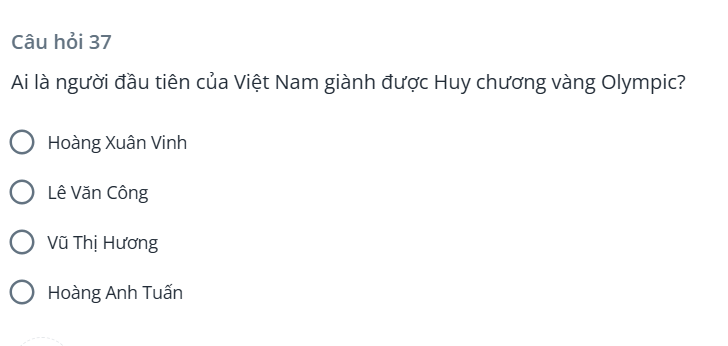 Câu hỏi 37
Ai là người đầu tiên của Việt Nam giành được Huy chương vàng Olympic?
Hoàng Xuân Vinh
Lê Văn Công
Vũ Thị Hương
Hoàng Anh Tuấn